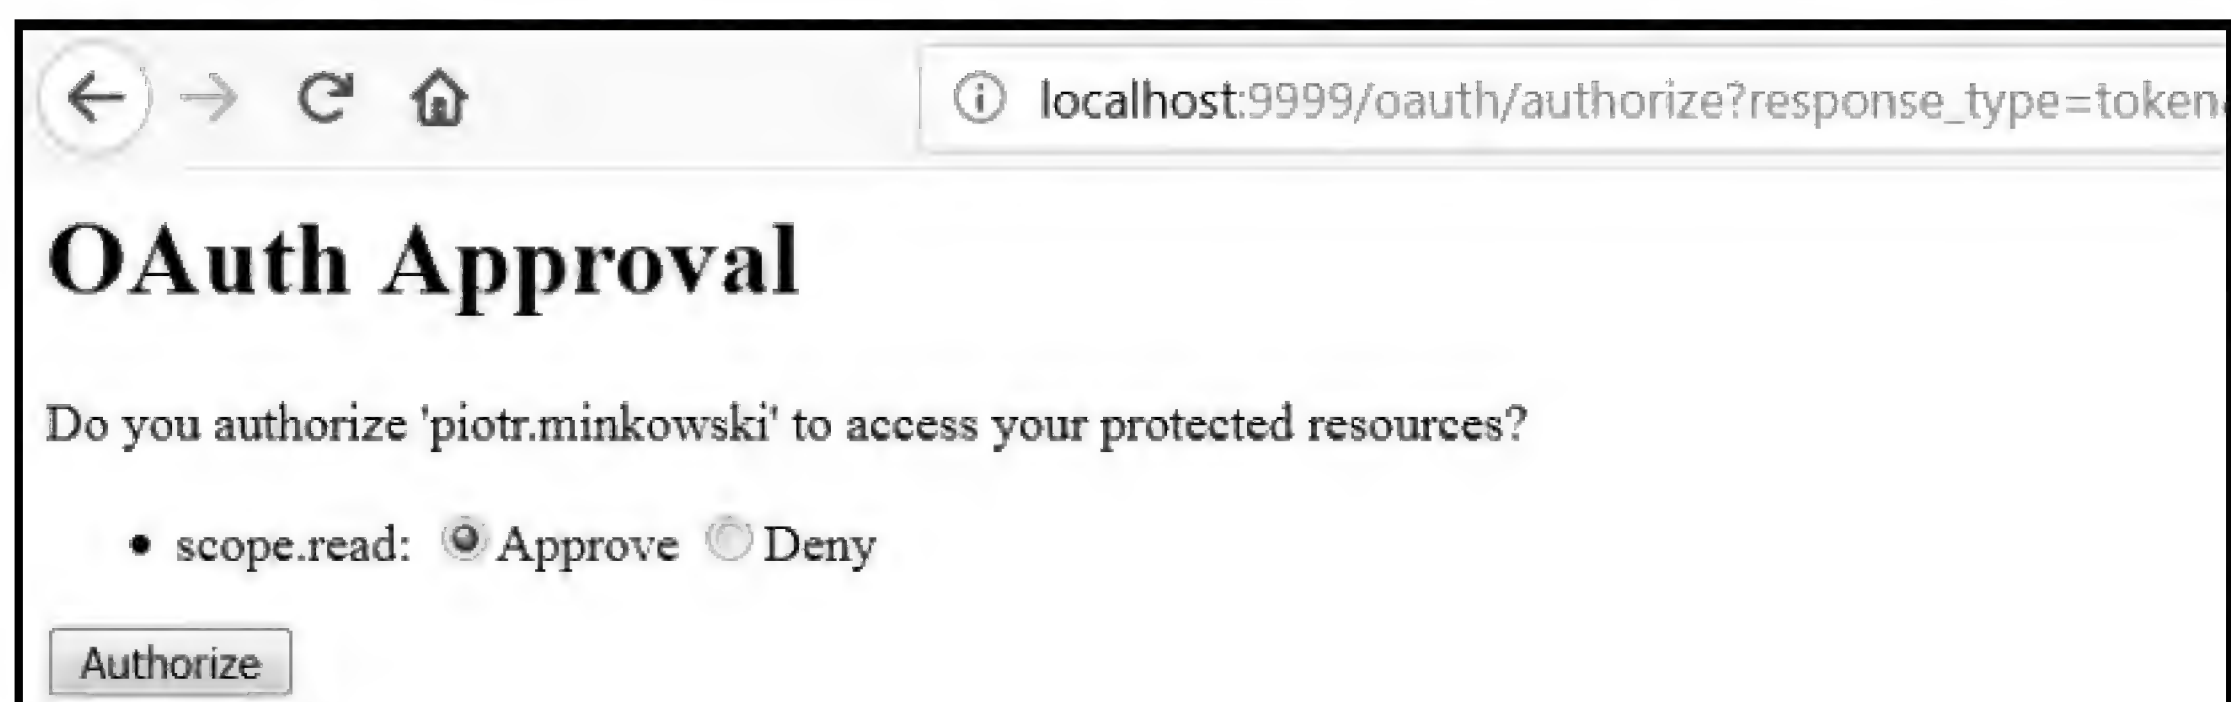 localhost:9999/oauth/authorize?response_type=token
OAuth Approval
Do you authorize 'piotr.minkowski' to access your protected resources?
• scope.read: Approve Deny
Authorize